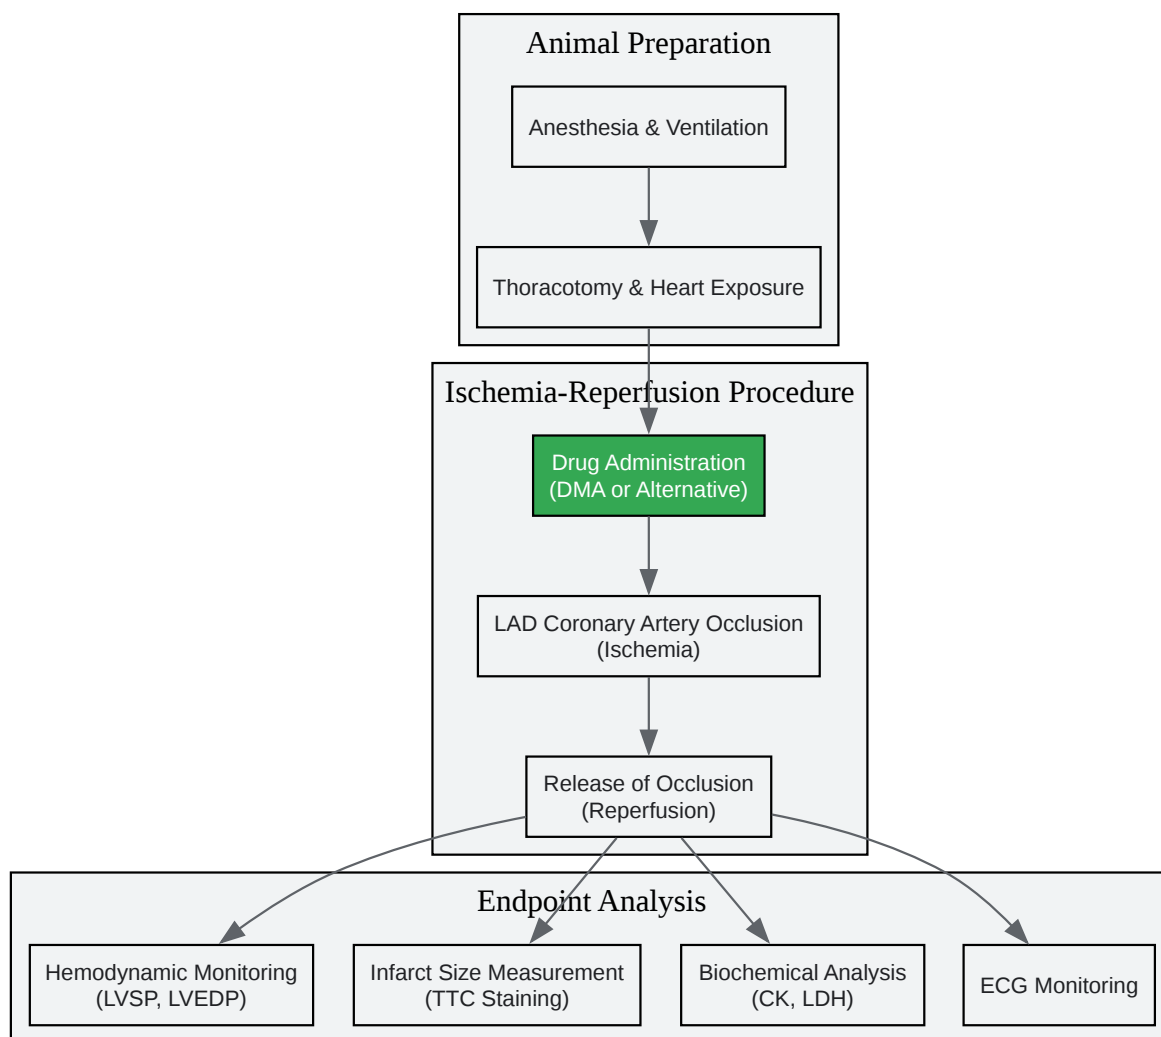 Animal Preparation
Anesthesia & Ventilation
Thoracotomy & Heart Exposure
Ischemia-Reperfusion Procedure
Drug Administration
(DMA or Alternative)
LAD Coronary Artery Occlusion
(Ischemia)
Release of Occlusion
(Reperfusion)
Endpoint Analysis
Hemodynamic Monitoring
(LVSP, LVEDP)
Infarct Size Measurement
(TTC Staining)
Biochemical Analysis
(CK, LDH)
ECG Monitoring